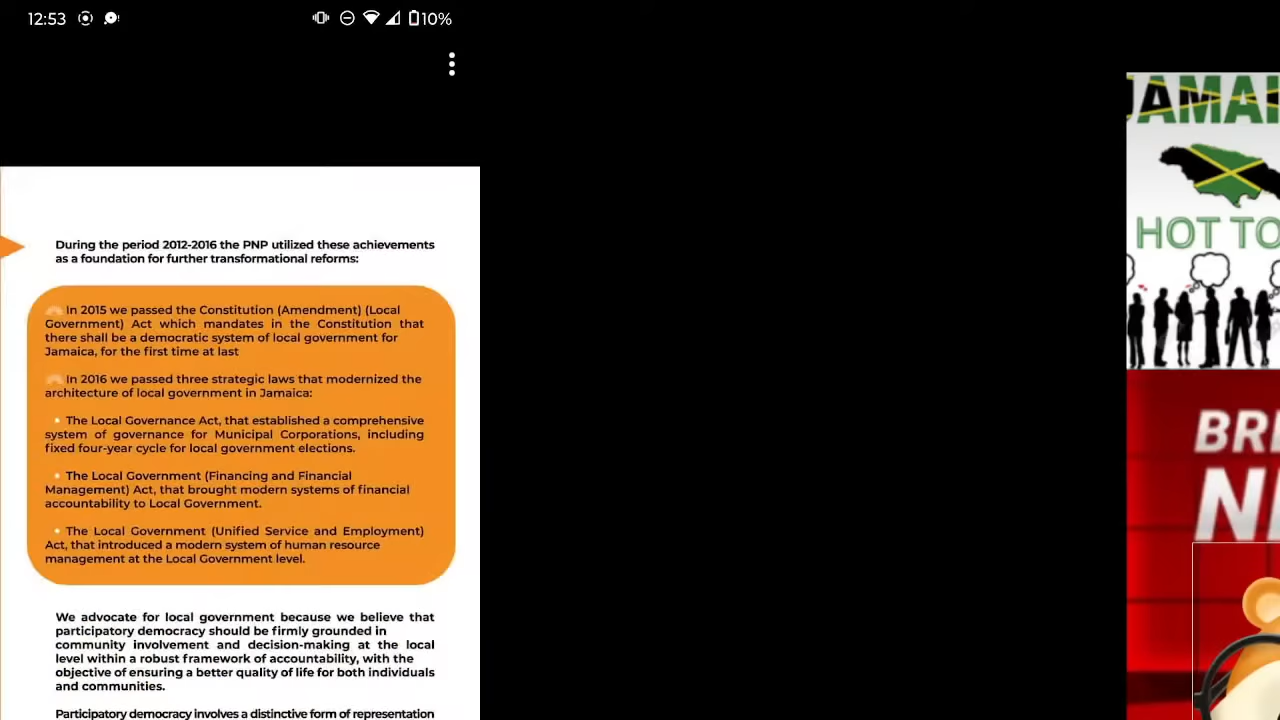 12:53
10%
During the period 2012-2016 the PNP utilized these achievements
as a foundation for further transformational reforms:
In 2015 we passed the Constitution (Amendment) (Local
Government) Act which mandates in the Constitution that
there shall be a democratic system of local government for
Jamaica, for the first time at last
In 2016 we passed three strategic laws that modernized the
architecture of local government in Jamaica:
• The Local Governance Act, that established a comprehensive
system of governance for Municipal Corporations, including
fixed four-year cycle for local government elections.
• The Local Government (Financing and Financial
Management) Act, that brought modern systems of financial
accountability to Local Government.
• The Local Government (Unified Service and Employment)
Act, that introduced a modern system of human resource
management at the Local Government level.
We advocate for local government because we believe that
participatory democracy should be firmly grounded in
community involvement and decision-making at the local
level within a robust framework of accountability, with the
objective of ensuring a better quality of life for both individuals
and communities.
Participatory democracy involves a distinctive form of representation
JAMAI
HOT TO
BRE
NE